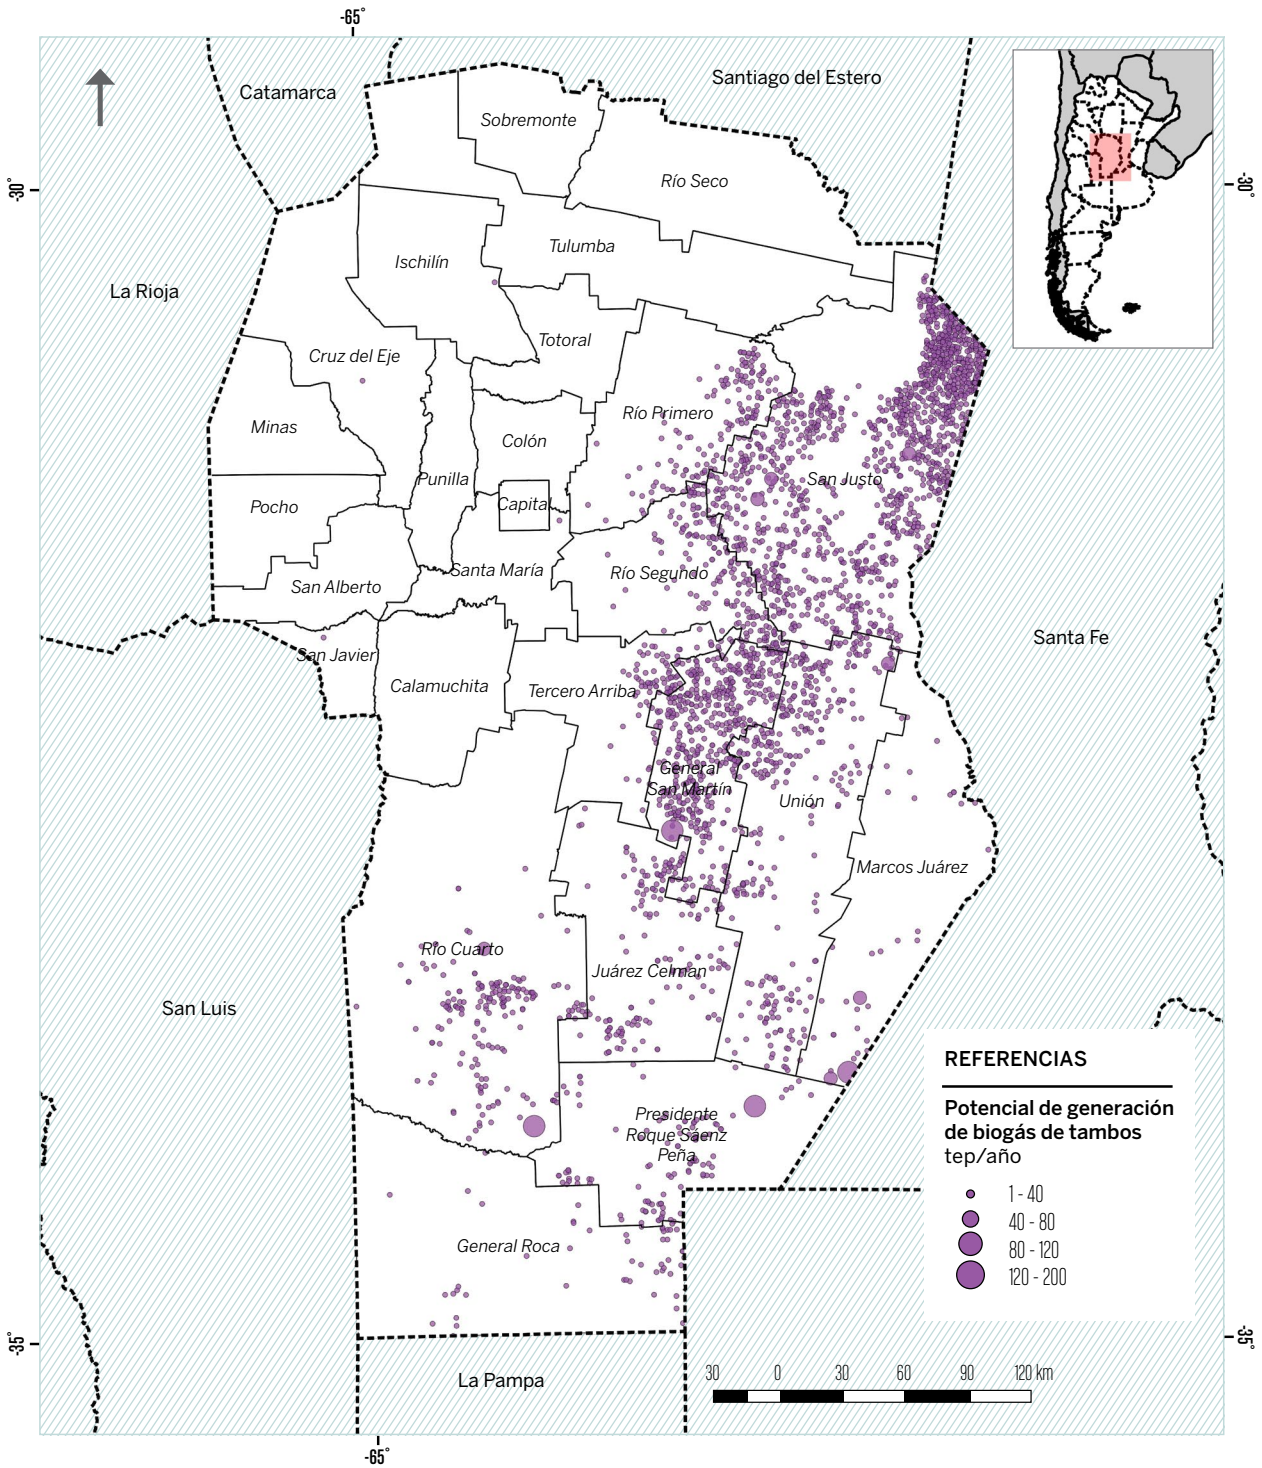 -65°
Catamarca
Santiago del Estero
Sobremonte
Río Seco
-30°
-30°
Tulumba
Ischilín
La Rioja
Totoral
Cruz del Eje
Río Primero
Minas
Colón
Punilla
San Justo
Pocho
Capital
Santa María
Río Segundo
San Alberto
Santa Fe
San Javier
Calamuchita
Tercero Arriba
General
San Martín
Unión
Marcos Juárez
Río Cuarto
Juárez Celman
San Luis
REFERENCIAS
Potencial de generación
de biogás de tambos
tep/año
1 - 40
40 - 80
80 - 120
120 - 200
Presidente
Roque Sáenz
Peña
General Roca
-35°
-35°
La Pampa
30 0 30 60 90 120 km
-65°